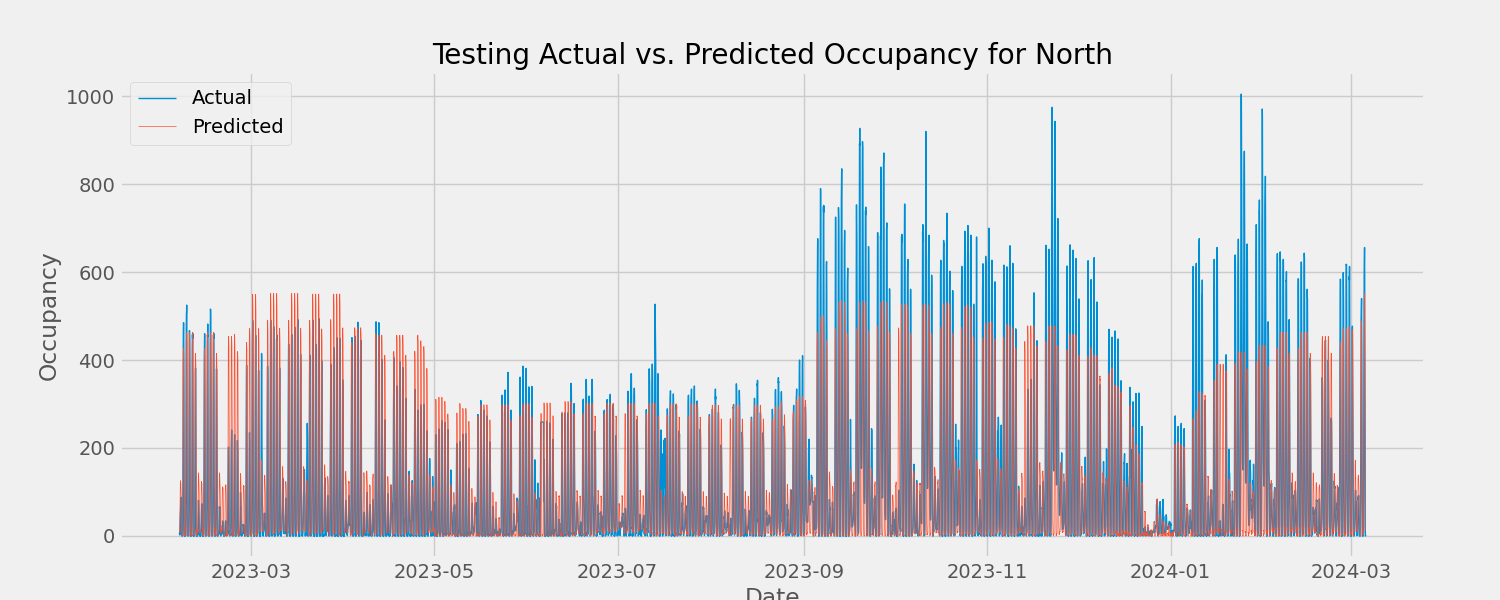 Testing Actual vs. Predicted Occupancy for North
Actual
Predicted
Occupancy
1000
800
600
400
200
0
2023-03 2023-05 2023-07 2023-09 2023-11 2024-01 2024-03
Date